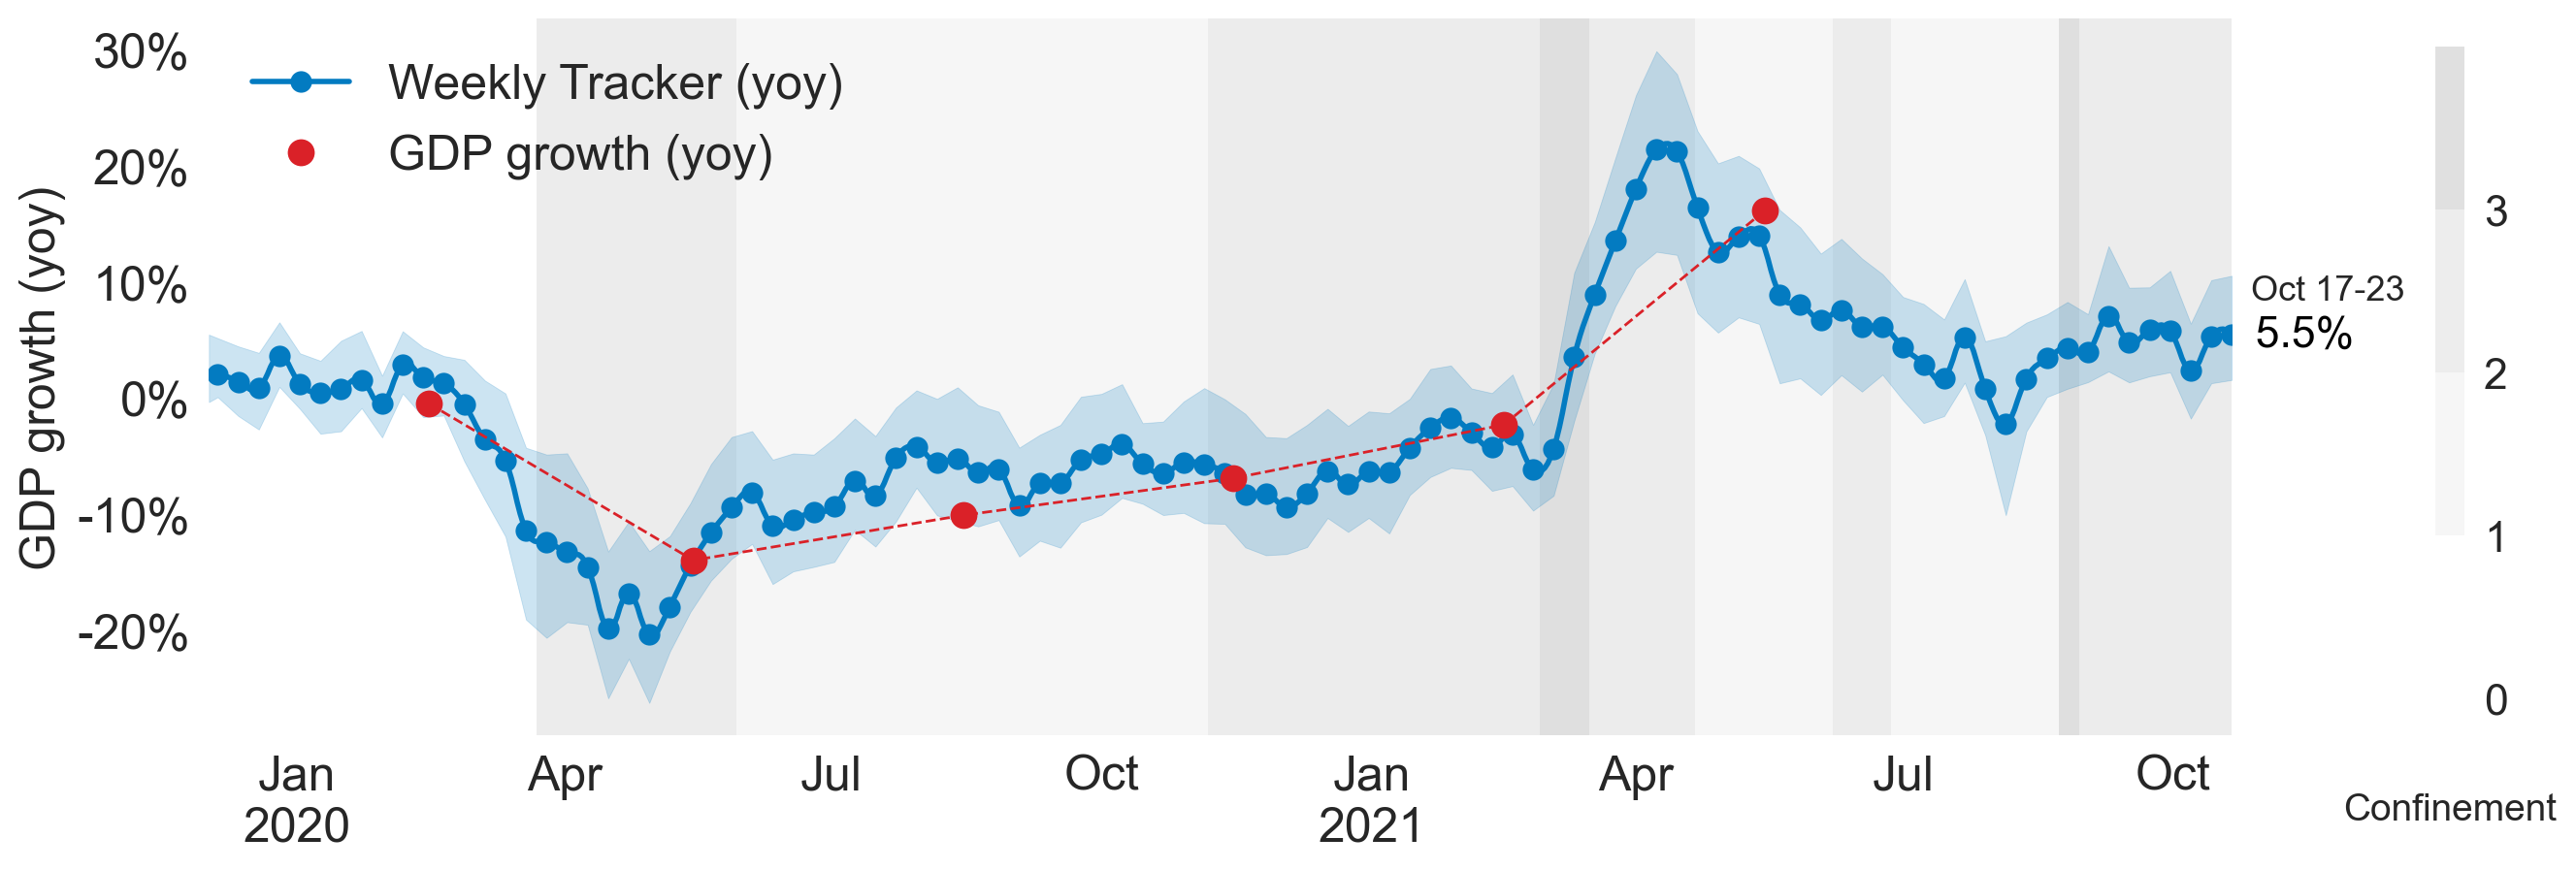 30%
20%
10%
0%
-10%
-20%
GDP growth (yoy)
Weekly Tracker (yoy)
GDP growth (yoy)
Oct 17-23
5.5%
Jan Apr Jul Oct Jan Apr Jul Oct
2020 2021
3
2
1
0
Confinement